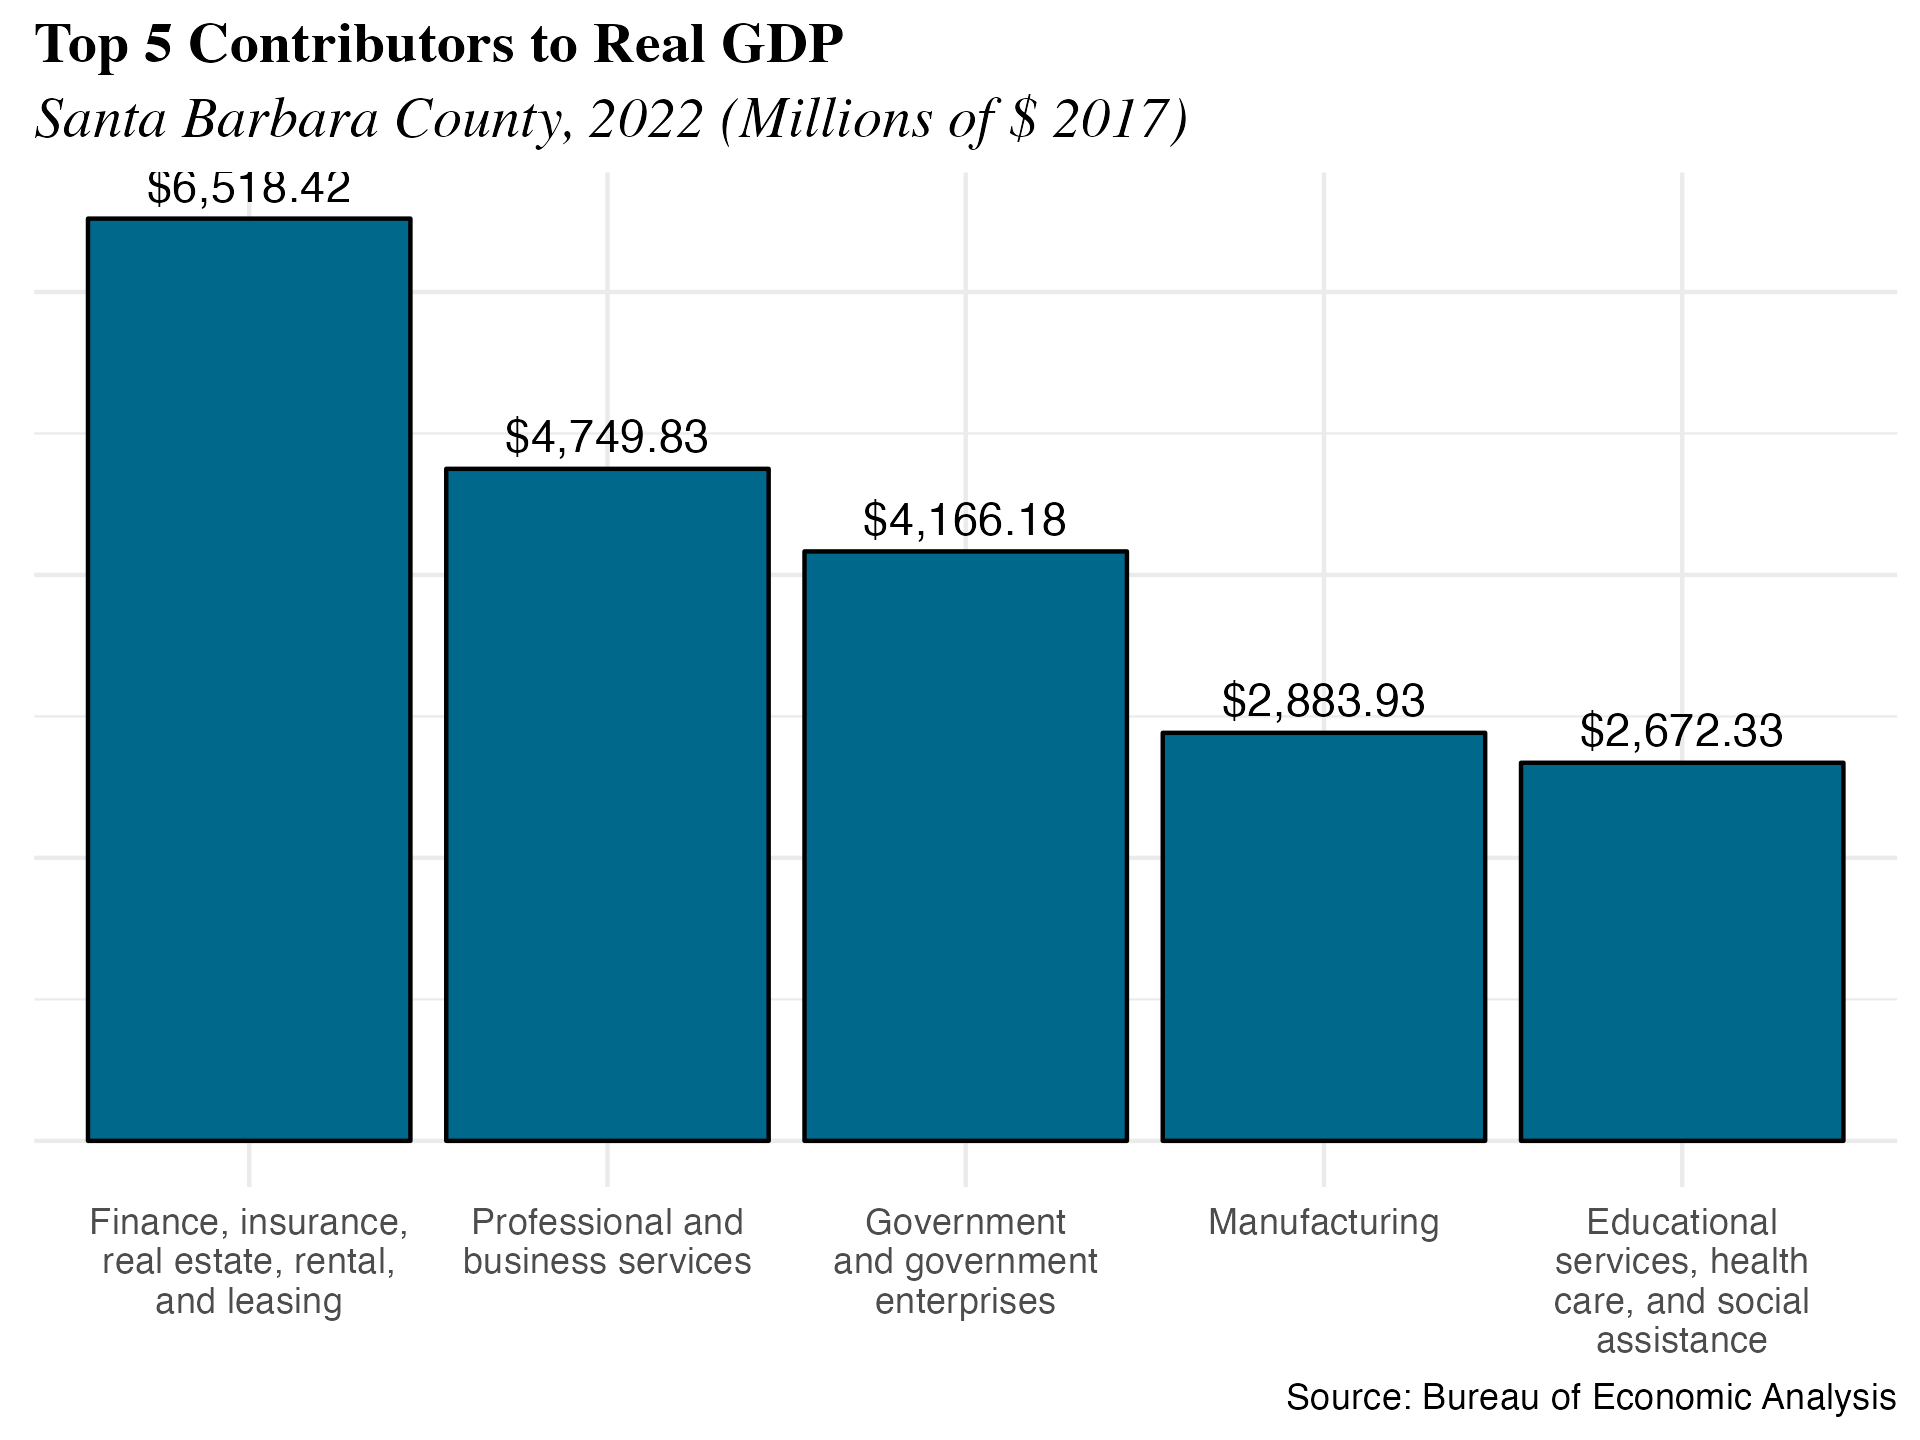 Top 5 Contributors to Real GDP
Santa Barbara County, 2022 (Millions of $ 2017)
$6,518.42
$4,749.83
$4,166.18
$2,883.93
$2,672.33
Finance, insurance,
real estate, rental,
and leasing
Professional and
business services
Government
and government
enterprises
Manufacturing
Educational
services, health
care, and social
assistance
Source: Bureau of Economic Analysis